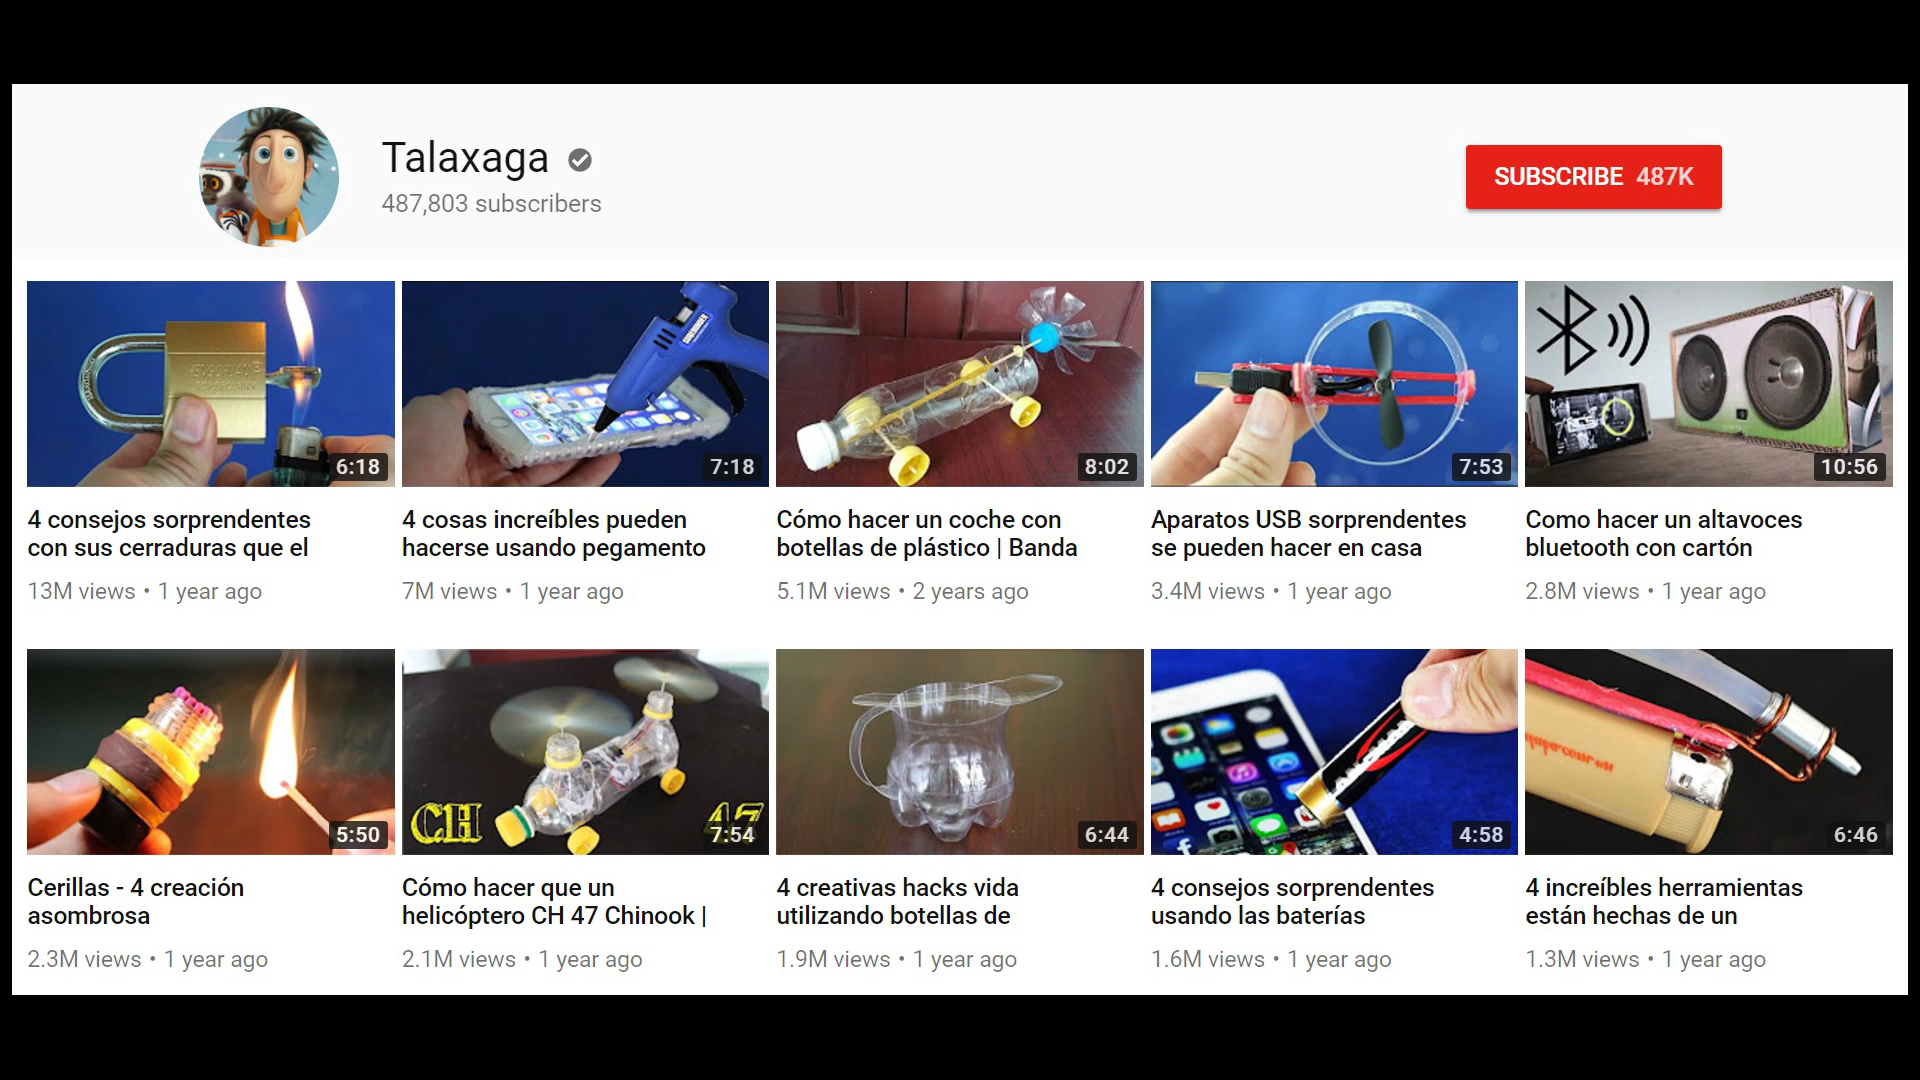 Talaxaga
487,803 subscribers
SUBSCRIBE 487K
6:18
7:18
8:02
7:53
10:56
4 consejos sorprendentes
con sus cerraduras que el
13M views • 1 year ago
4 cosas increíbles pueden
hacerse usando pegamento
7M views • 1 year ago
Cómo hacer un coche con
botellas de plástico | Banda
5.1M views • 2 years ago
Aparatos USB sorprendentes
se pueden hacer en casa
3.4M views • 1 year ago
Como hacer un altavoces
bluetooth con cartón
2.8M views • 1 year ago
5:50
CH 47
7:54
6:44
4:58
6:46
Cerillas - 4 creación
asombrosa
2.3M views • 1 year ago
Cómo hacer que un
helicóptero CH 47 Chinook |
2.1M views • 1 year ago
4 creativas hacks vida
utilizando botellas de
1.9M views • 1 year ago
4 consejos sorprendentes
usando las baterías
1.6M views • 1 year ago
4 increíbles herramientas
están hechas de un
1.3M views • 1 year ago